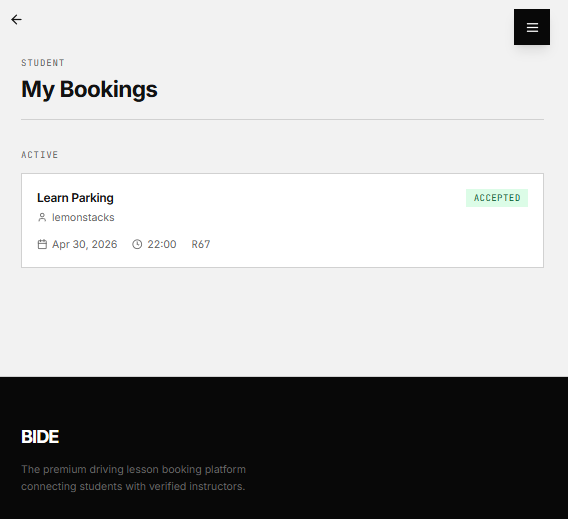 STUDENT
My Bookings
ACTIVE
Learn Parking
ACCEPTED
lemonstacks
Apr 30, 2026 22:00 R67
BIDE
The premium driving lesson booking platform
connecting students with verified instructors.